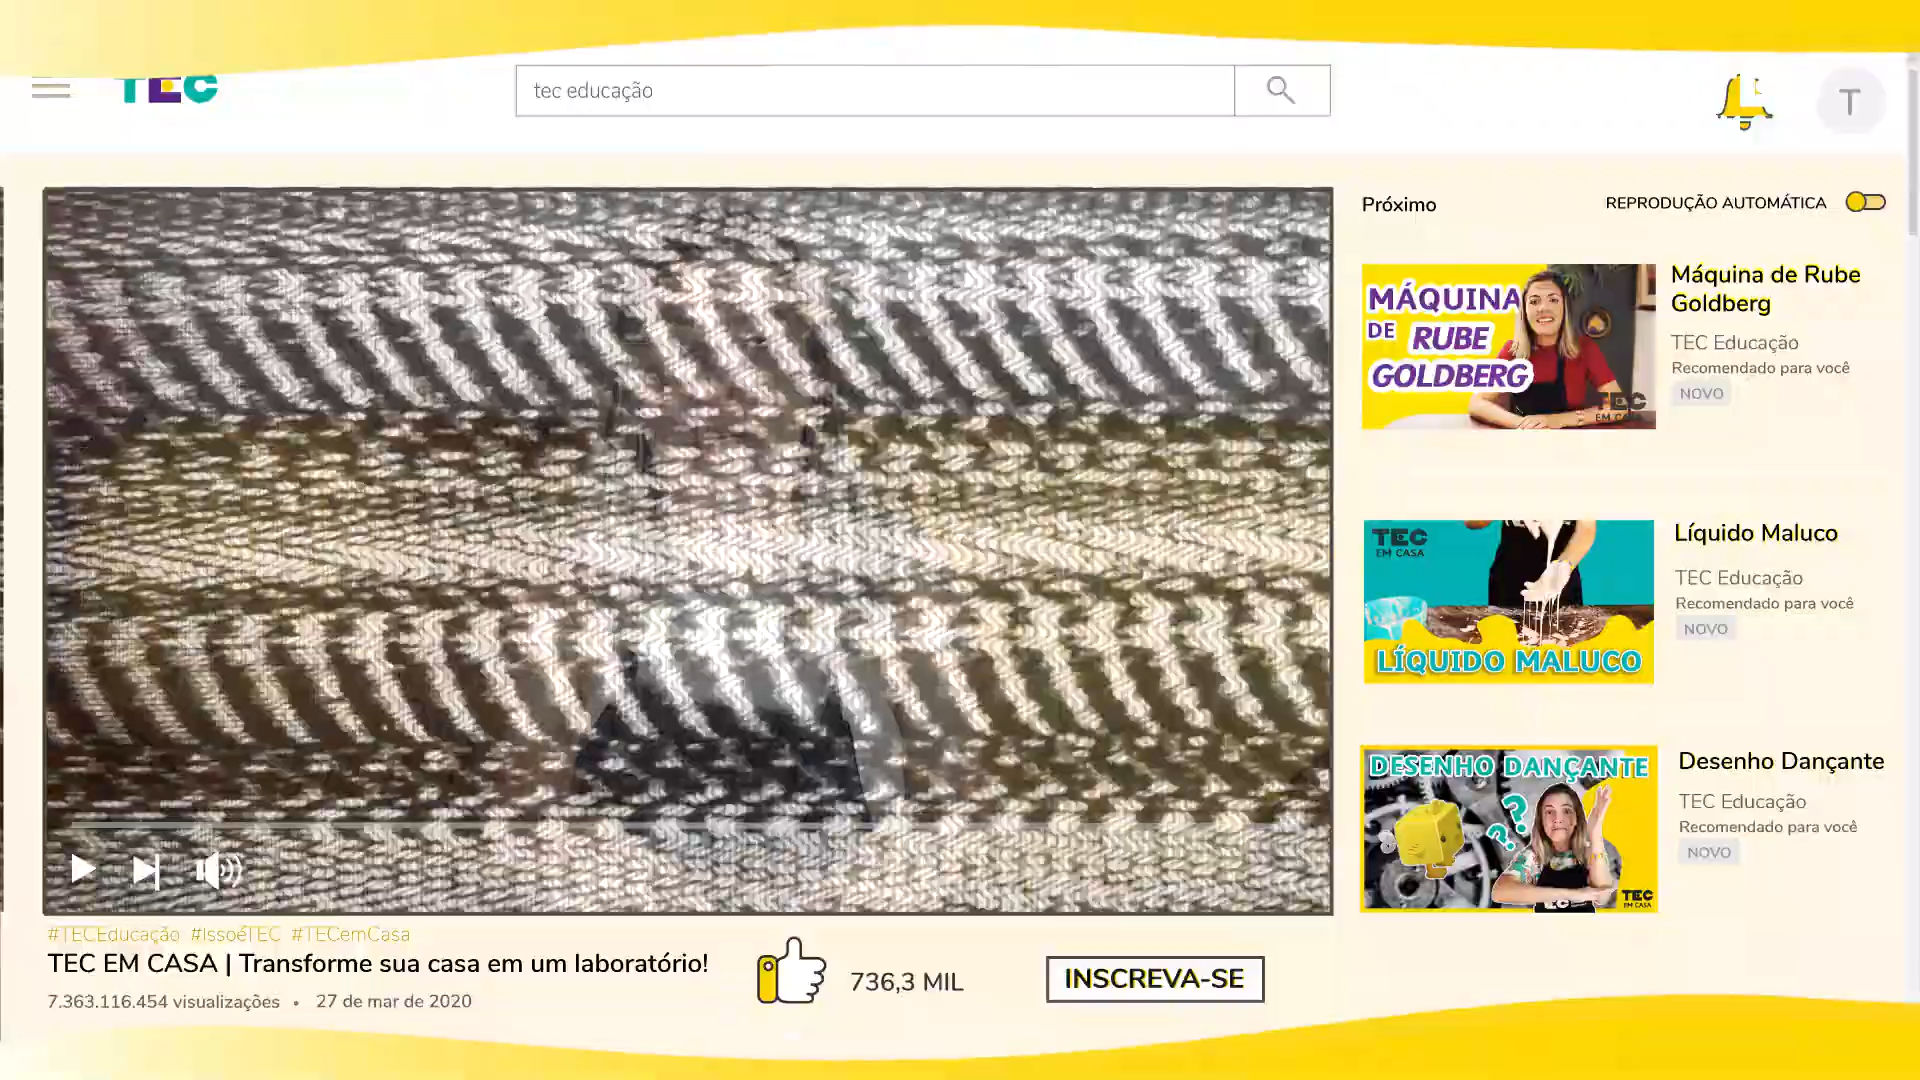 TEC
tec educação
T
Próximo
REPRODUÇÃO AUTOMÁTICA
MÁQUINA
DE RUBE
GOLDBERG
TEC
EM CASA
Máquina de Rube
Goldberg
TEC Educação
Recomendado para você
NOVO
TEC
EM CASA
LÍQUIDO MALUCO
Líquido Maluco
TEC Educação
Recomendado para você
NOVO
DESENHO DANÇANTE
??
TEC
EM CASA
Desenho Dançante
TEC Educação
Recomendado para você
NOVO
#TECEducação #IssoéTEC #TECemCasa
TEC EM CASA | Transforme sua casa em um laboratório!
7.363.116.454 visualizações • 27 de mar de 2020
736,3 MIL
INSCREVA-SE